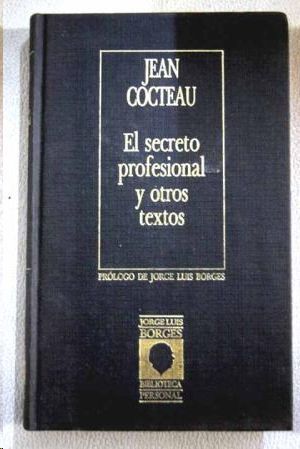 JEAN
COCTEAU
El secreto
profesional
y otros
textos
PRÓLOGO DE JORGE LUIS BORGES
JORGE LUIS
BORGES
BIBLIOTECA
PERSONAL